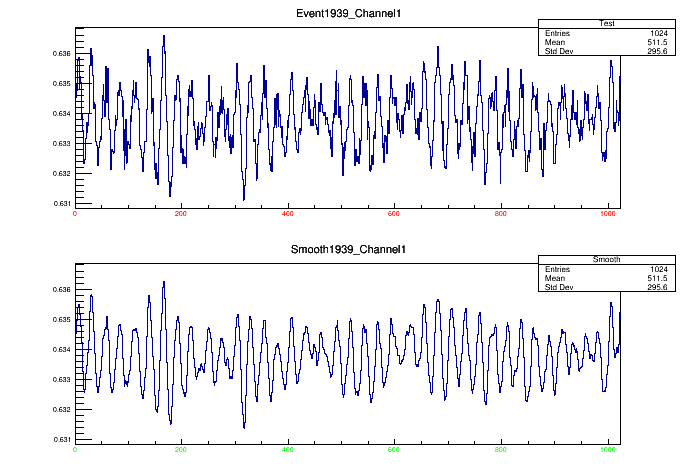 Event1939_Channel1
Test
Entries 1024
Mean 511.5
Std Dev 295.6
0.636
0.635
0.634
0.633
0.632
0.631
0 200 400 600 800 1000
Smooth1939_Channel1
Smooth
Entries 1024
Mean 511.5
Std Dev 295.6
0.636
0.635
0.634
0.633
0.632
0.631
0 200 400 600 800 1000